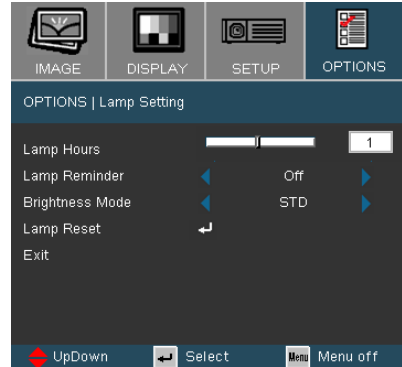 IMAGE DISPLAY SETUP OPTIONS
OPTIONS | Lamp Setting
Lamp Hours 1
Lamp Reminder Off
Brightness Mode STD
Lamp Reset
Exit
UpDown Select Menu Menu off